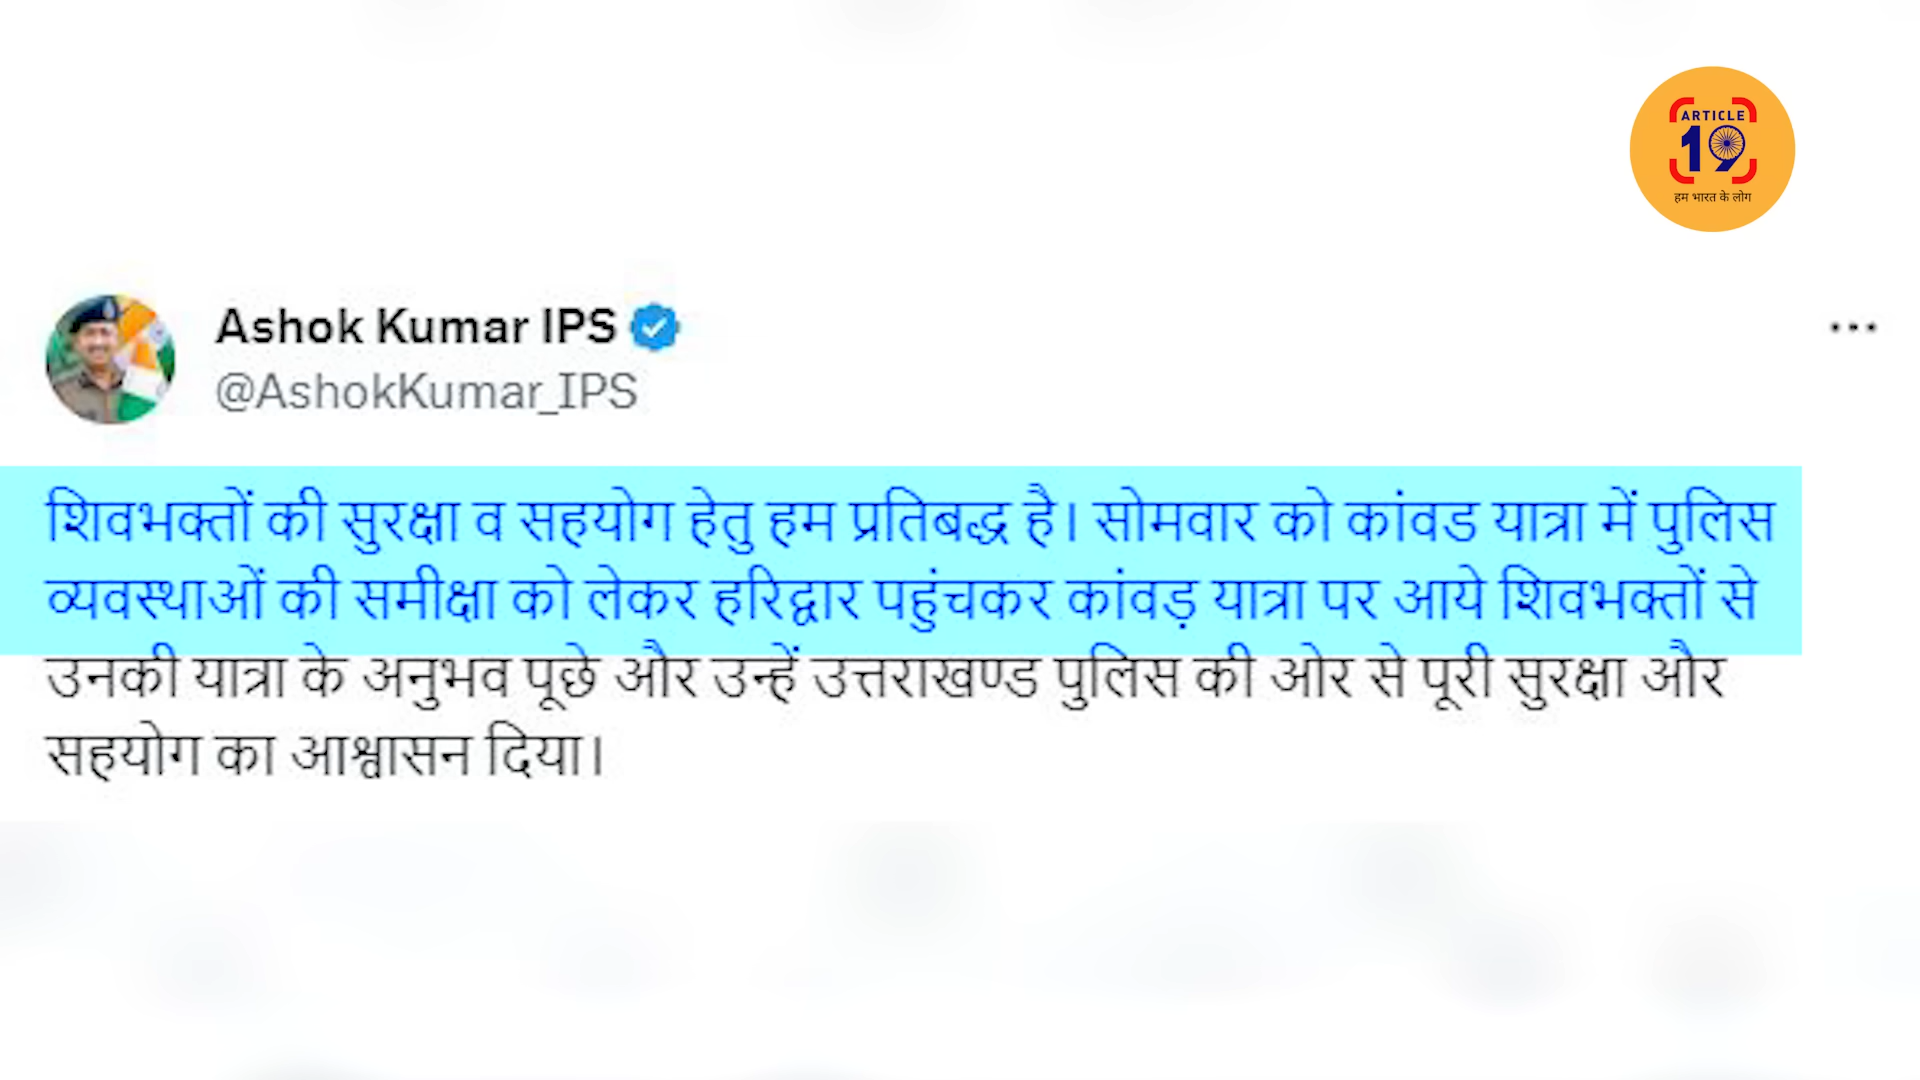 ARTICLE
19
हम भारत के लोग
Ashok Kumar IPS
@AshokKumar_IPS
शिवभक्तों की सुरक्षा व सहयोग हेतु हम प्रतिबद्ध है। सोमवार को कांवड यात्रा में पुलिस
व्यवस्थाओं की समीक्षा को लेकर हरिद्वार पहुंचकर कांवड़ यात्रा पर आये शिवभक्तों से
उनकी यात्रा के अनुभव पूछे और उन्हें उत्तराखण्ड पुलिस की ओर से पूरी सुरक्षा और
सहयोग का आश्वासन दिया।